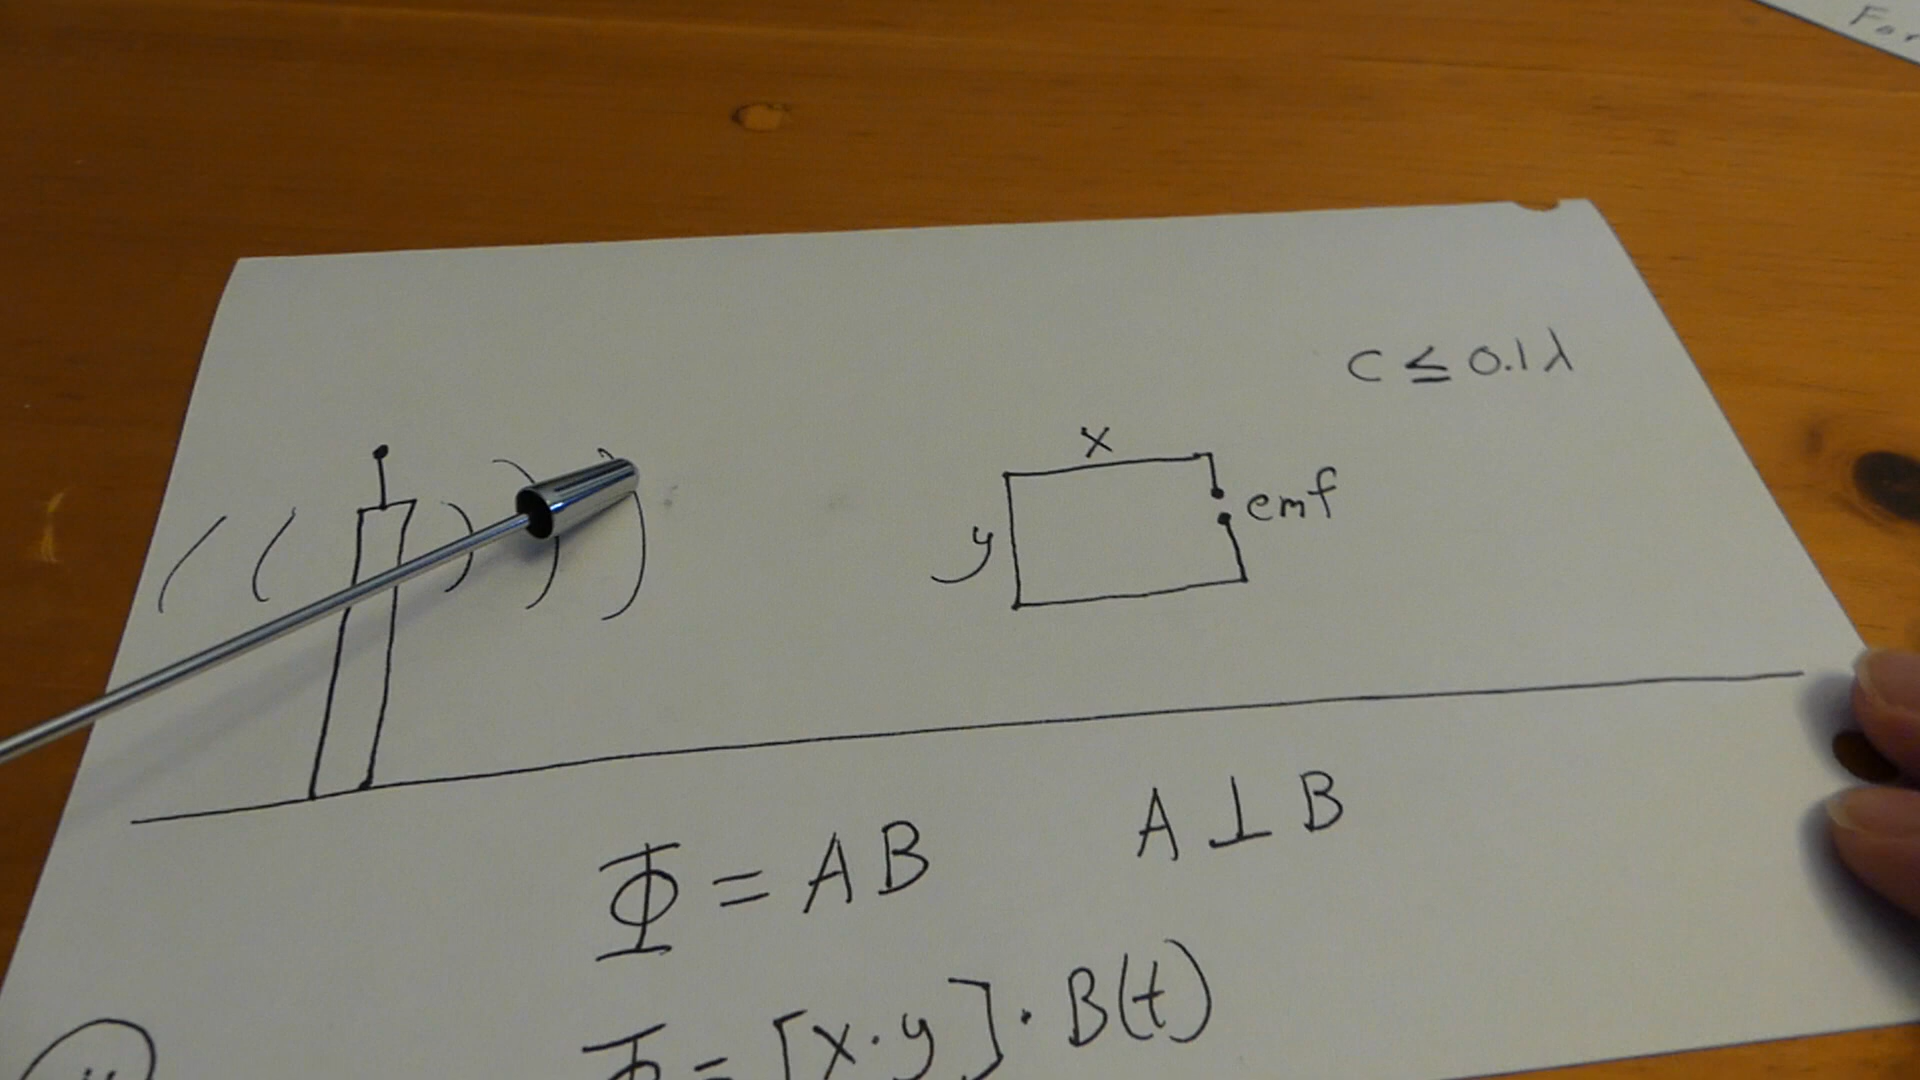 C ≤ 0.1λ
x
y
emf
Φ = AB A ⊥ B
Φ = [x·y]·B(t)